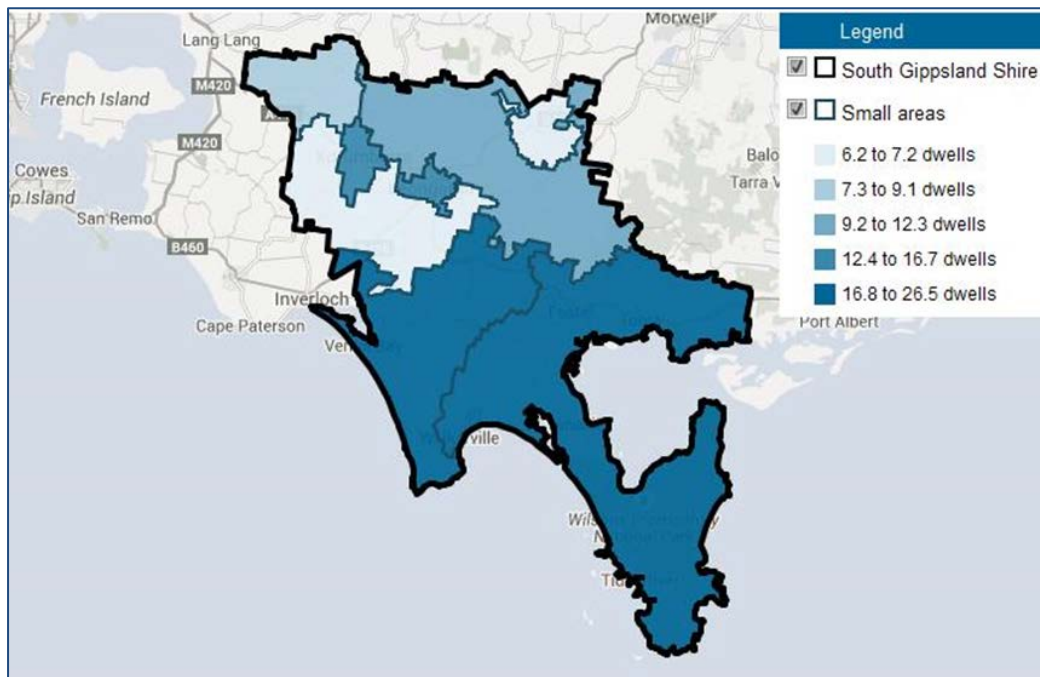 Legend
South Gippsland Shire
Small areas
6.2 to 7.2 dwells
7.3 to 9.1 dwells
9.2 to 12.3 dwells
12.4 to 16.7 dwells
16.8 to 26.5 dwells
Morwell
Lang Lang
M420
French Island
M420
Cowes
San Remo
B460
Inverloch
Cape Paterson
Port Albert
Tarra V
Balo
p Island